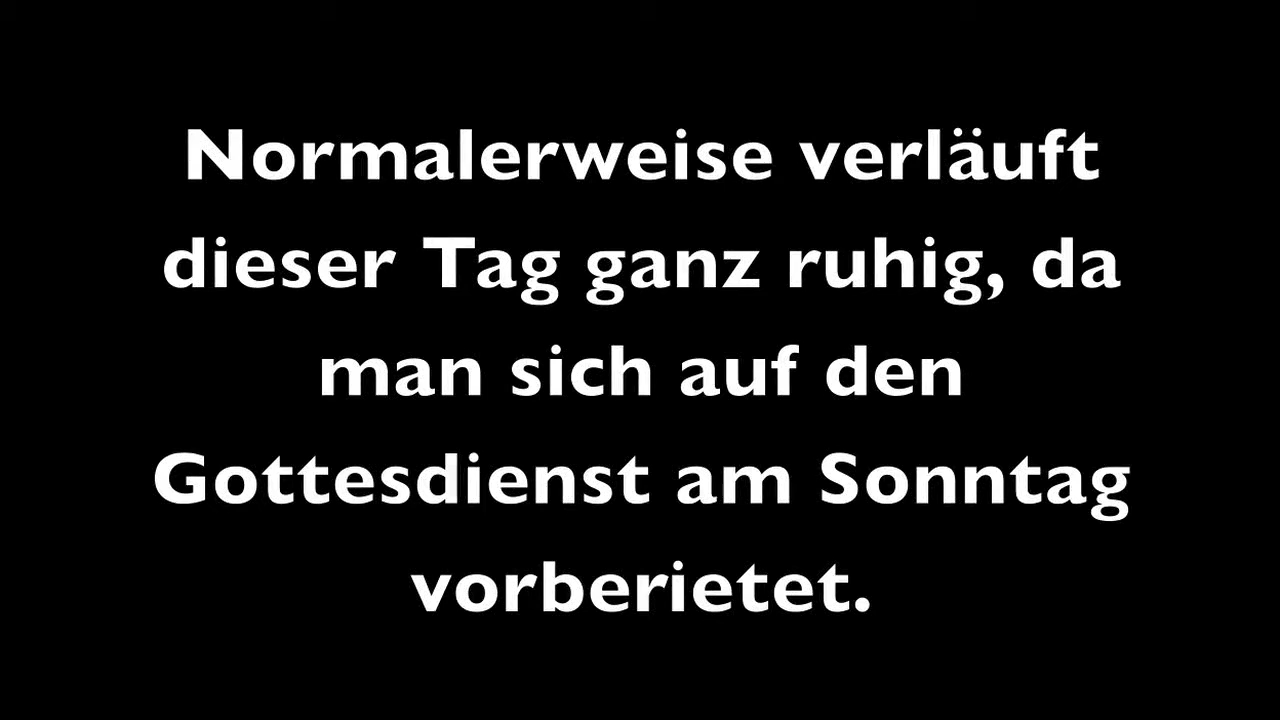 Normalerweise verläuft
dieser Tag ganz ruhig, da
man sich auf den
Gottesdienst am Sonntag
vorberietet.